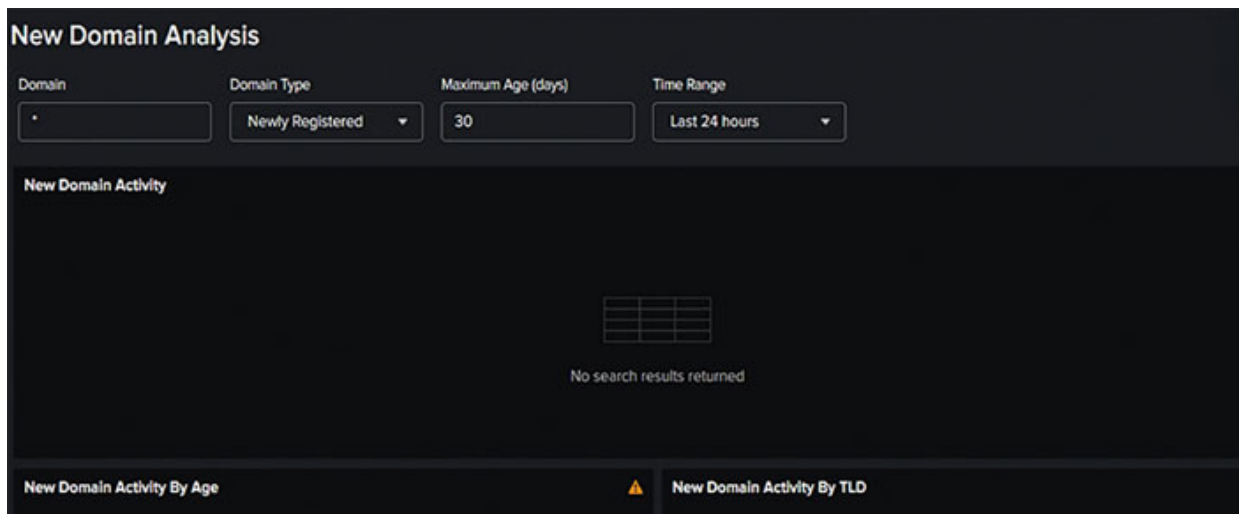 New Domain Analysis
Domain Domain Type Maximum Age (days) Time Range
* Newly Registered 30 Last 24 hours
New Domain Activity
No search results returned
New Domain Activity By Age New Domain Activity By TLD